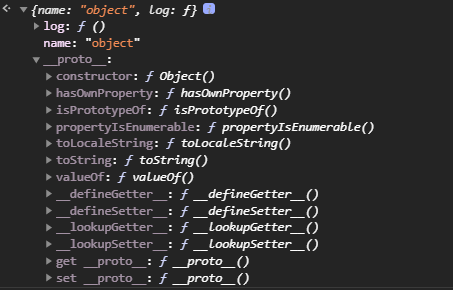 {name: "object", log: ƒ} i
log: ƒ ()
name: "object"
__proto__:
constructor: ƒ Object()
hasOwnProperty: ƒ hasOwnProperty()
isPrototypeOf: ƒ isPrototypeOf()
propertyIsEnumerable: ƒ propertyIsEnumerable()
toLocaleString: ƒ toLocaleString()
toString: ƒ toString()
valueOf: ƒ valueOf()
__defineGetter__: ƒ __defineGetter__()
__defineSetter__: ƒ __defineSetter__()
__lookupGetter__: ƒ __lookupGetter__()
__lookupSetter__: ƒ __lookupSetter__()
get __proto__: ƒ __proto__()
set __proto__: ƒ __proto__()